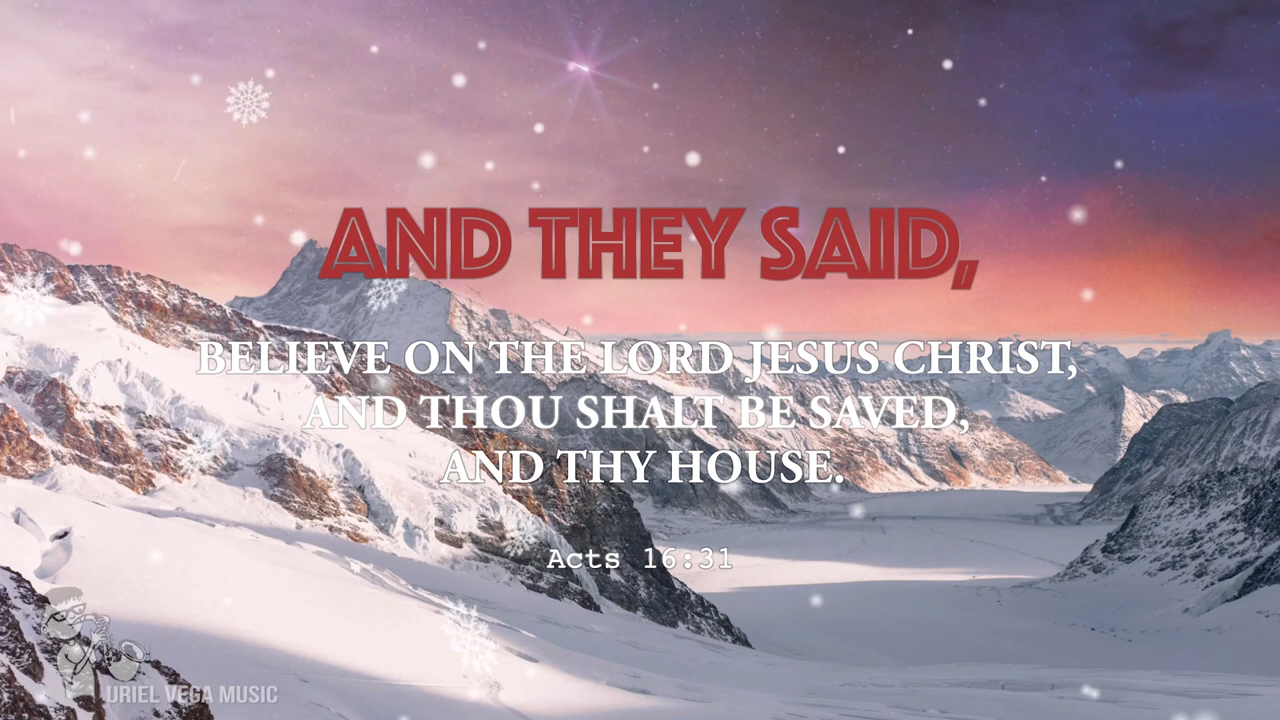 AND THEY SAID,
BELIEVE ON THE LORD JESUS CHRIST,
AND THOU SHALT BE SAVED,
AND THY HOUSE.
Acts 16:31
URIEL VEGA MUSIC